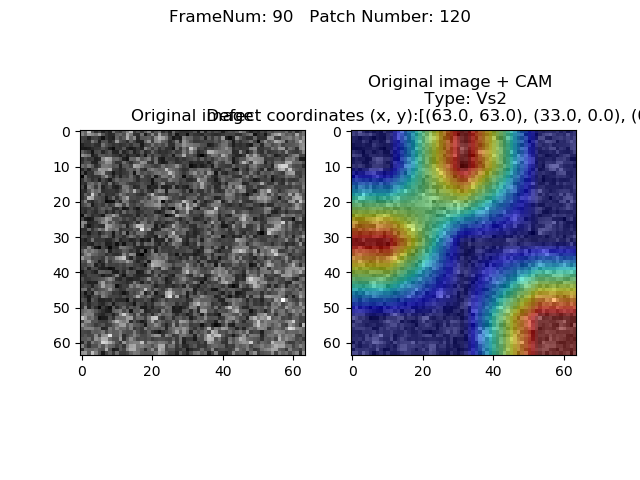 FrameNum: 90   Patch Number: 120
Original image + CAM
Type: Vs2
Original image
Defect coordinates (x, y):[(63.0, 63.0), (33.0, 0.0), (
0
10
20
30
40
50
60
0 20 40 60
0
10
20
30
40
50
60
0 20 40 60